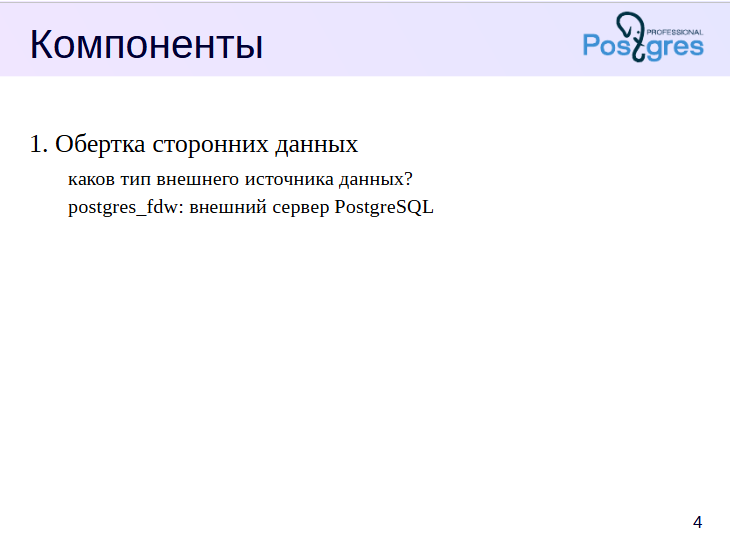 Компоненты
PROFESSIONAL
Postgres
1. Обертка сторонних данных
каков тип внешнего источника данных?
postgres_fdw: внешний сервер PostgreSQL
4